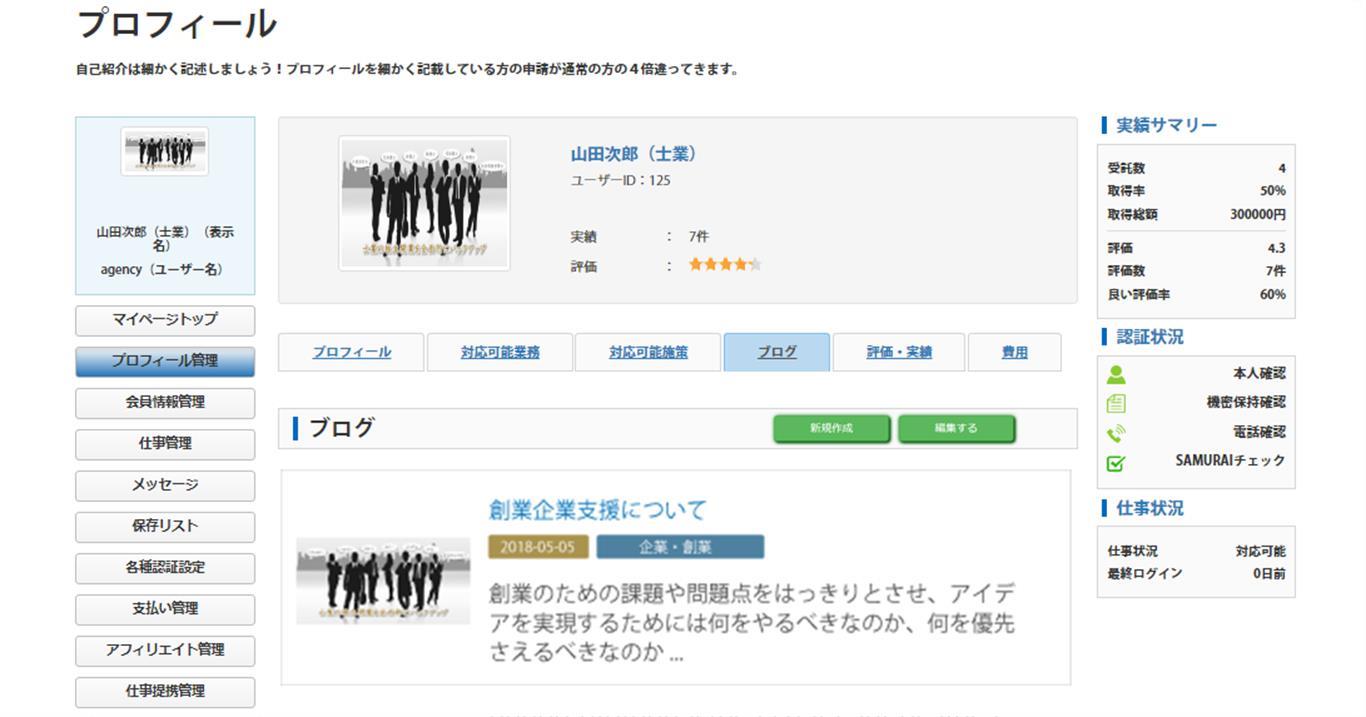 プロフィール
自己紹介は細かく記述しましょう！プロフィールを細かく記載している方の申請が通常の方の４倍違ってきます。
山田次郎（士業）（表示
名）
agency（ユーザー名）
マイページトップ
プロフィール管理
会員情報管理
仕事管理
メッセージ
保存リスト
各種認証設定
支払い管理
アフィリエイト管理
仕事提携管理
山田次郎（士業）
ユーザーID：125
実績 ： 7件
評価 ：
プロフィール 対応可能業務 対応可能施策 ブログ 評価・実績 費用
ブログ 新規作成 編集する
創業企業支援について
2018-05-05 企業・創業
創業のための課題や問題点をはっきりとさせ、アイデ
アを実現するためには何をやるべきなのか、何を優先
さえるべきなのか ...
実績サマリー
受託数 4
取得率 50%
取得総額 300000円
評価 4.3
評価数 7件
良い評価率 60%
認証状況
本人確認
機密保持確認
電話確認
SAMURAIチェック
仕事状況
仕事状況 対応可能
最終ログイン 0日前